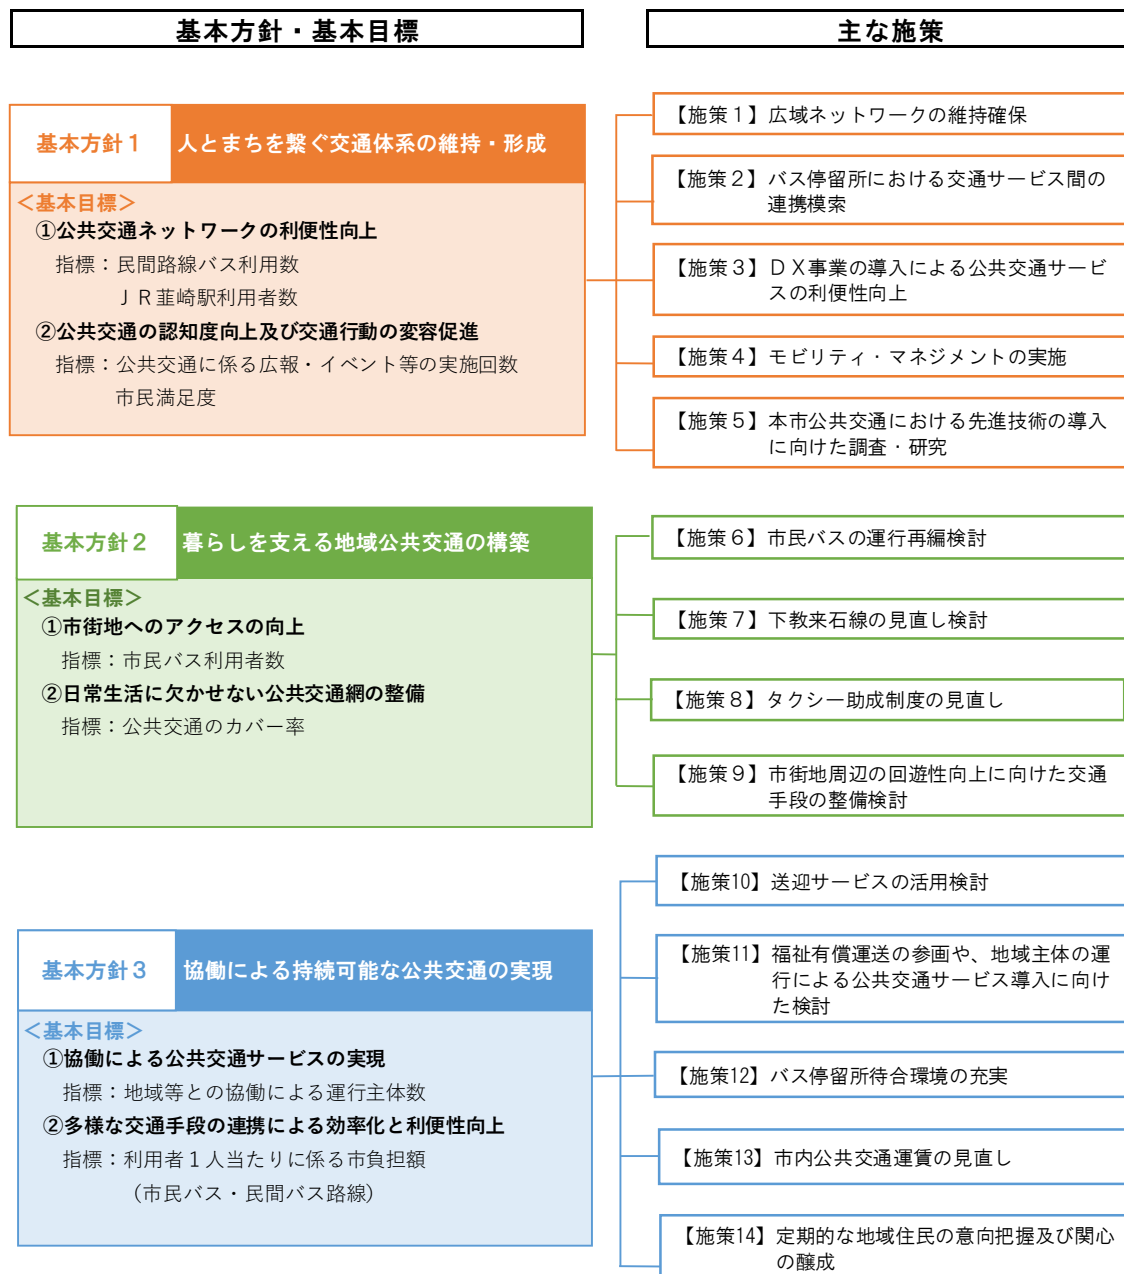 基本方針・基本目標
主な施策
基本方針１
人とまちを繋ぐ交通体系の維持・形成
＜基本目標＞
①公共交通ネットワークの利便性向上
指標：民間路線バス利用数
ＪＲ韮崎駅利用者数
②公共交通の認知度向上及び交通行動の変容促進
指標：公共交通に係る広報・イベント等の実施回数
市民満足度
【施策１】広域ネットワークの維持確保
【施策２】バス停留所における交通サービス間の
連携模索
【施策３】ＤＸ事業の導入による公共交通サービ
スの利便性向上
【施策４】モビリティ・マネジメントの実施
【施策５】本市公共交通における先進技術の導入
に向けた調査・研究
基本方針２
暮らしを支える地域公共交通の構築
＜基本目標＞
①市街地へのアクセスの向上
指標：市民バス利用者数
②日常生活に欠かせない公共交通網の整備
指標：公共交通のカバー率
【施策６】市民バスの運行再編検討
【施策７】下教来石線の見直し検討
【施策８】タクシー助成制度の見直し
【施策９】市街地周辺の回遊性向上に向けた交通
手段の整備検討
基本方針３
協働による持続可能な公共交通の実現
＜基本目標＞
①協働による公共交通サービスの実現
指標：地域等との協働による運行主体数
②多様な交通手段の連携による効率化と利便性向上
指標：利用者１人当たりに係る市負担額
（市民バス・民間バス路線）
【施策10】送迎サービスの活用検討
【施策11】福祉有償運送の参画や、地域主体の運
行による公共交通サービス導入に向け
た検討
【施策12】バス停留所待合環境の充実
【施策13】市内公共交通運賃の見直し
【施策14】定期的な地域住民の意向把握及び関心
の醸成